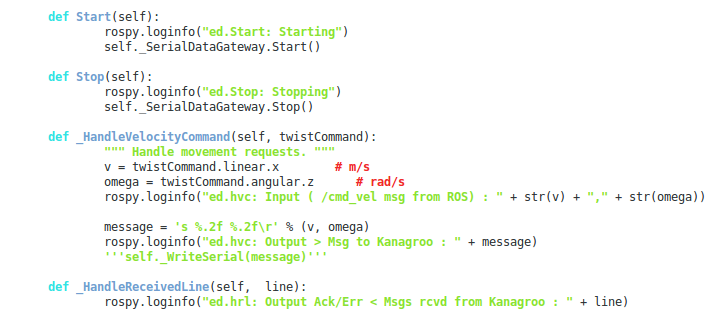 def Start(self):
        rospy.loginfo("ed.Start: Starting")
        self._SerialDataGateway.Start()

def Stop(self):
        rospy.loginfo("ed.Stop: Stopping")
        self._SerialDataGateway.Stop()

def _HandleVelocityCommand(self, twistCommand):
        """ Handle movement requests. """
        v = twistCommand.linear.x        # m/s
        omega = twistCommand.angular.z      # rad/s
        rospy.loginfo("ed.hvc: Input ( /cmd_vel msg from ROS) : " + str(v) + "," + str(omega))

        message = 's %.2f %.2f\r' % (v, omega)
        rospy.loginfo("ed.hvc: Output > Msg to Kanagroo : " + message)
        '''self._WriteSerial(message)'''

def _HandleReceivedLine(self,  line):
        rospy.loginfo("ed.hrl: Output Ack/Err < Msgs rcvd from Kanagroo : " + line)